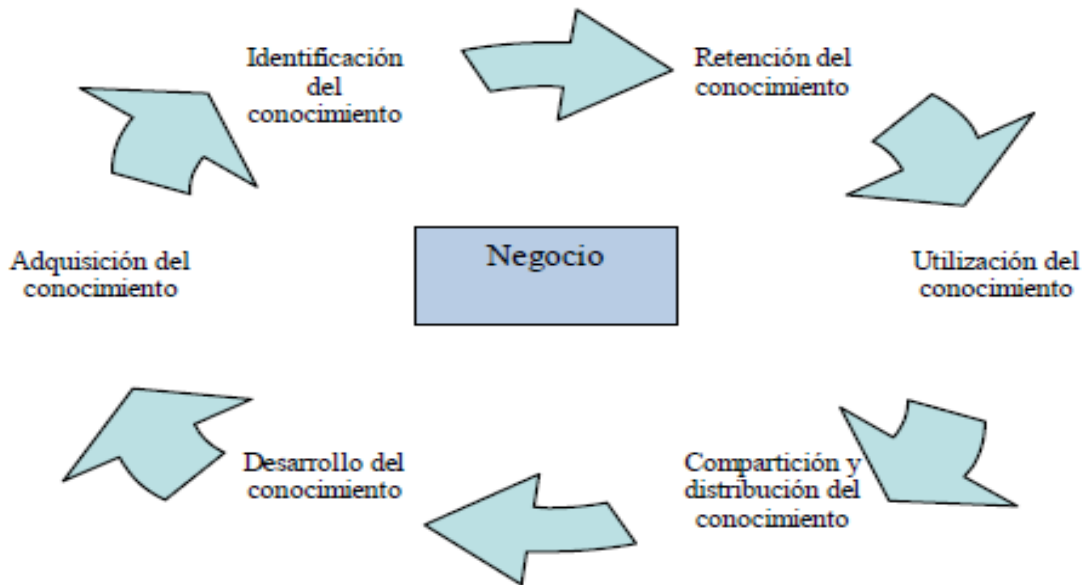 Identificación
del
conocimiento
Retención del
conocimiento
Adquisición del
conocimiento
Negocio
Utilización del
conocimiento
Desarrollo del
conocimiento
Compartición y
distribución del
conocimiento